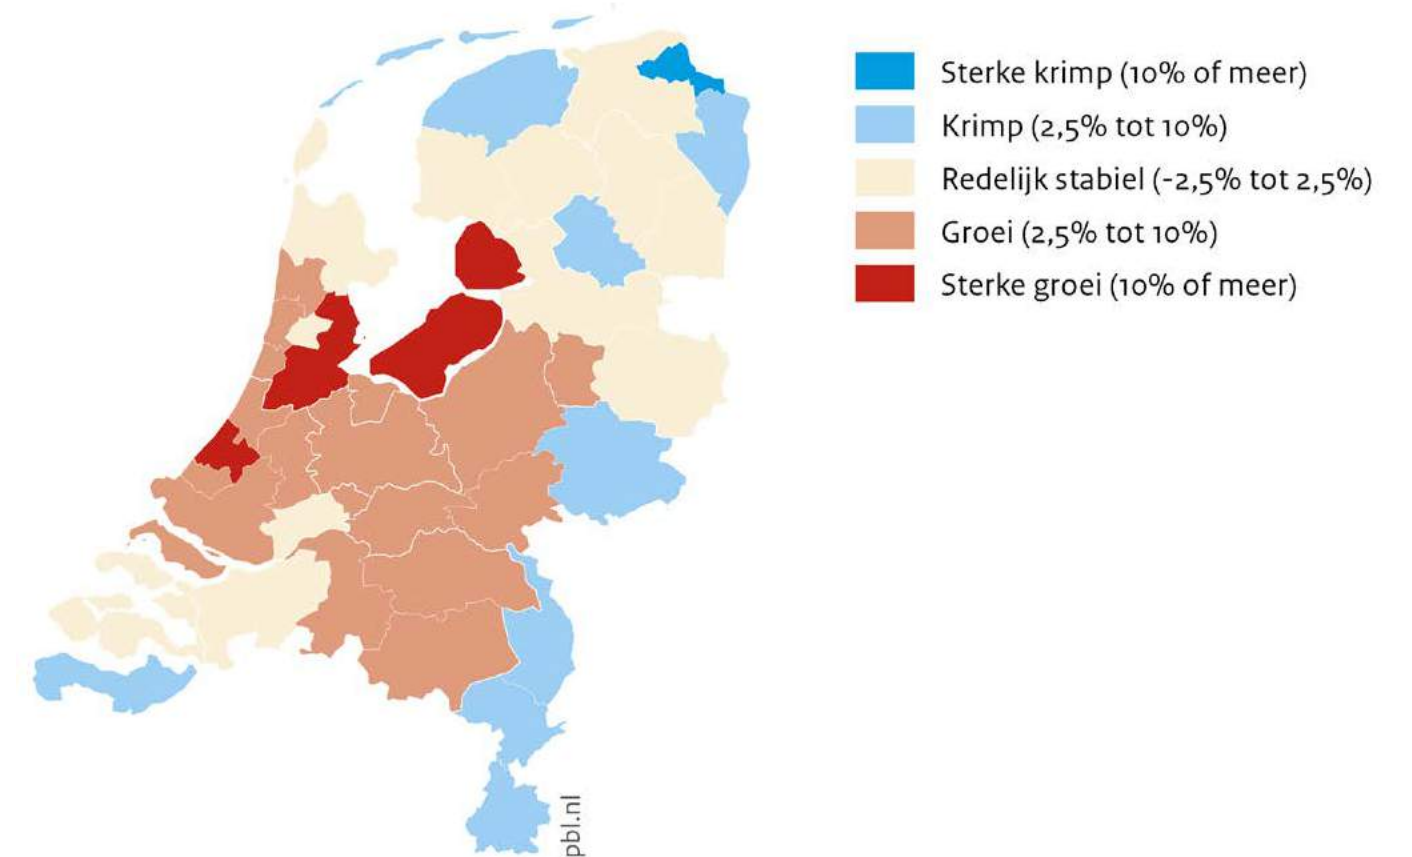 Sterke krimp (10% of meer)
Krimp (2,5% tot 10%)
Redelijk stabiel (-2,5% tot 2,5%)
Groei (2,5% tot 10%)
Sterke groei (10% of meer)
pbl.nl